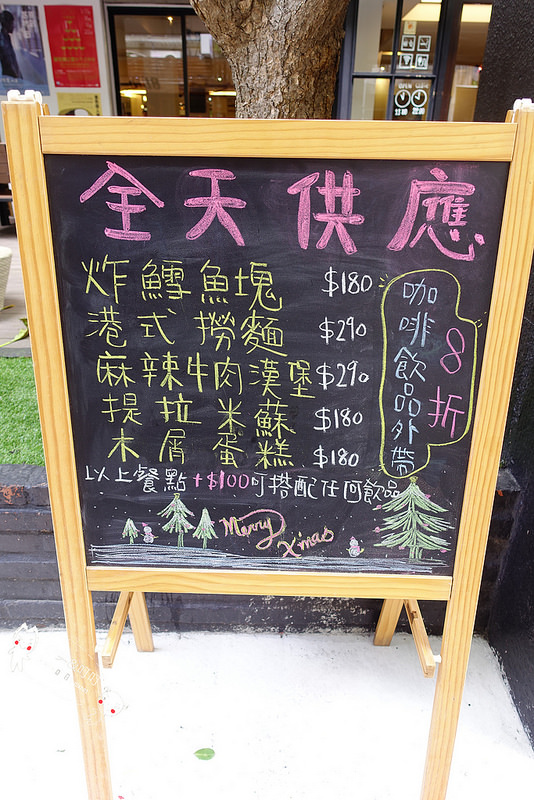 全天供應
炸鱈魚塊 $180
港式撈麵 $290
麻辣牛肉漢堡 $290
提拉米蘇 $180
木屑蛋糕 $180
咖啡飲品外帶
8折
以上餐點+$100可搭配任何飲品
Merry
X'mas